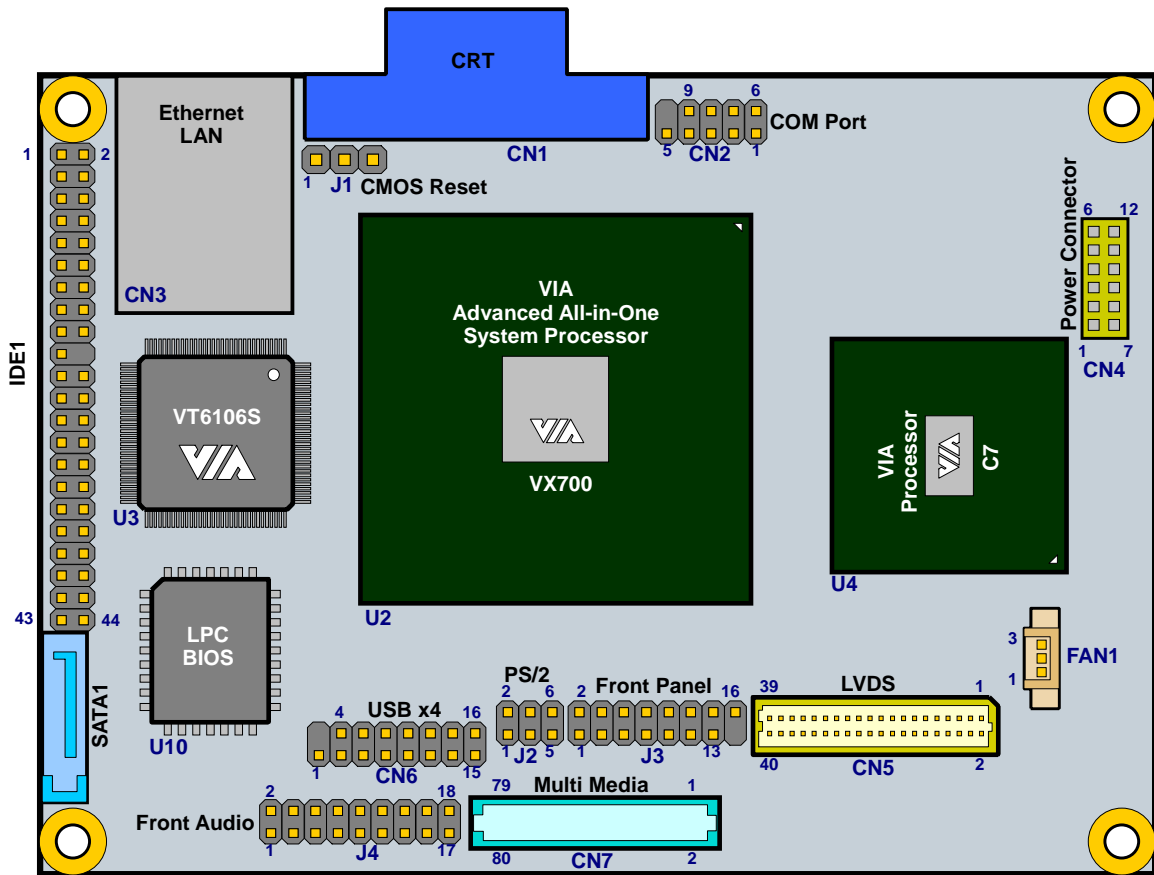 CRT
Ethernet
LAN
9 6
COM Port
5 CN2 1
CN1
1 2
1 J1 CMOS Reset
6 12
Power Connector
CN3
VIA
Advanced All-in-One
System Processor
1 7
CN4
IDE1
VT6106S
VIA
VIA
VX700
VIA
Processor
VIA
C7
U3
U4
U2
43 44
LPC
BIOS
3
1
FAN1
SATA1
U10
PS/2
2 6
1 J2 5
Front Panel
2 16
1 J3 13
LVDS
39 1
40 CN5 2
USB x4
4 16
1 CN6 15
Multi Media
79 1
80 CN7 2
Front Audio
2 18
1 J4 17